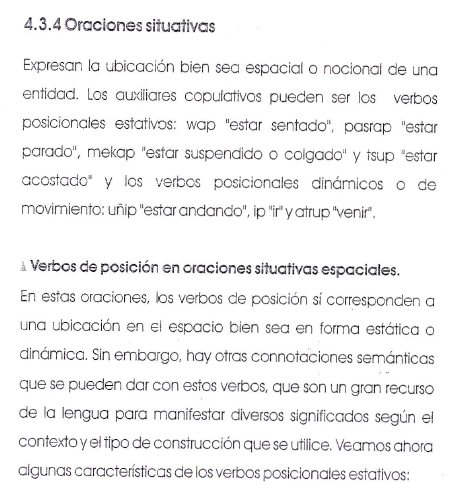 4.3.4 Oraciones situativas
Expresan la ubicación bien sea espacial o nocional de una
entidad. Los auxiliares copulativos pueden ser los verbos
posicionales estativos: wap "estar sentado", pasrap "estar
parado", mekap "estar suspendido o colgado" y tsup "estar
acostado" y los verbos posicionales dinámicos o de
movimiento: uñip "estar andando", ip "ir" y atrup "venir".
Verbos de posición en oraciones situativas espaciales.
En estas oraciones, los verbos de posición sí corresponden a
una ubicación en el espacio bien sea en forma estática o
dinámica. Sin embargo, hay otras connotaciones semánticas
que se pueden dar con estos verbos, que son un gran recurso
de la lengua para manifestar diversos significados según el
contexto y el tipo de construcción que se utilice. Veamos ahora
algunas características de los verbos posicionales estativos: